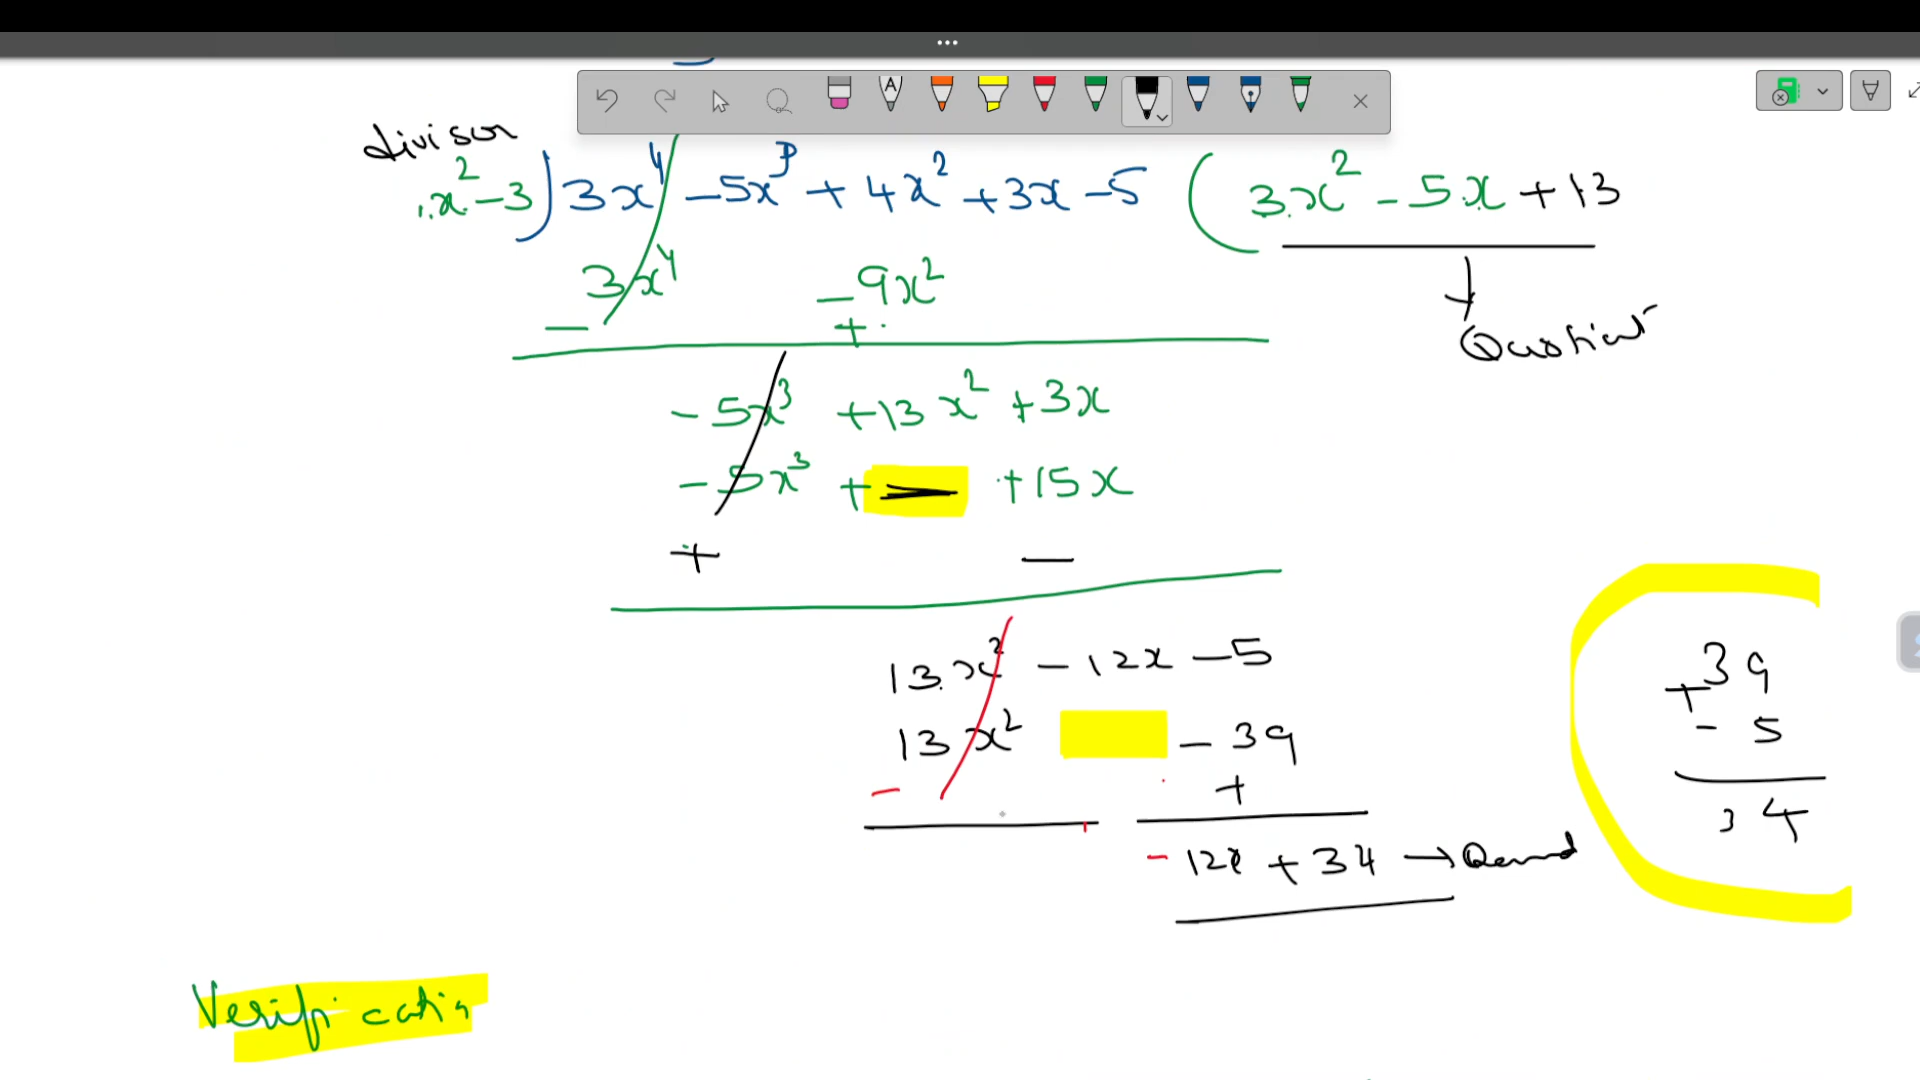 divisor
x² - 3 ) 3x⁴ - 5x³ + 4x² + 3x - 5 ( 3x² - 5x + 13
3x⁴ - 9x²
- +
Quotient
- 5x³ + 13x² + 3x
- 5x³ + + 15x
+ -
13x² - 12x - 5
13x² - 39
- +
- 12x + 34 →
39
+
- 5
34
Verification